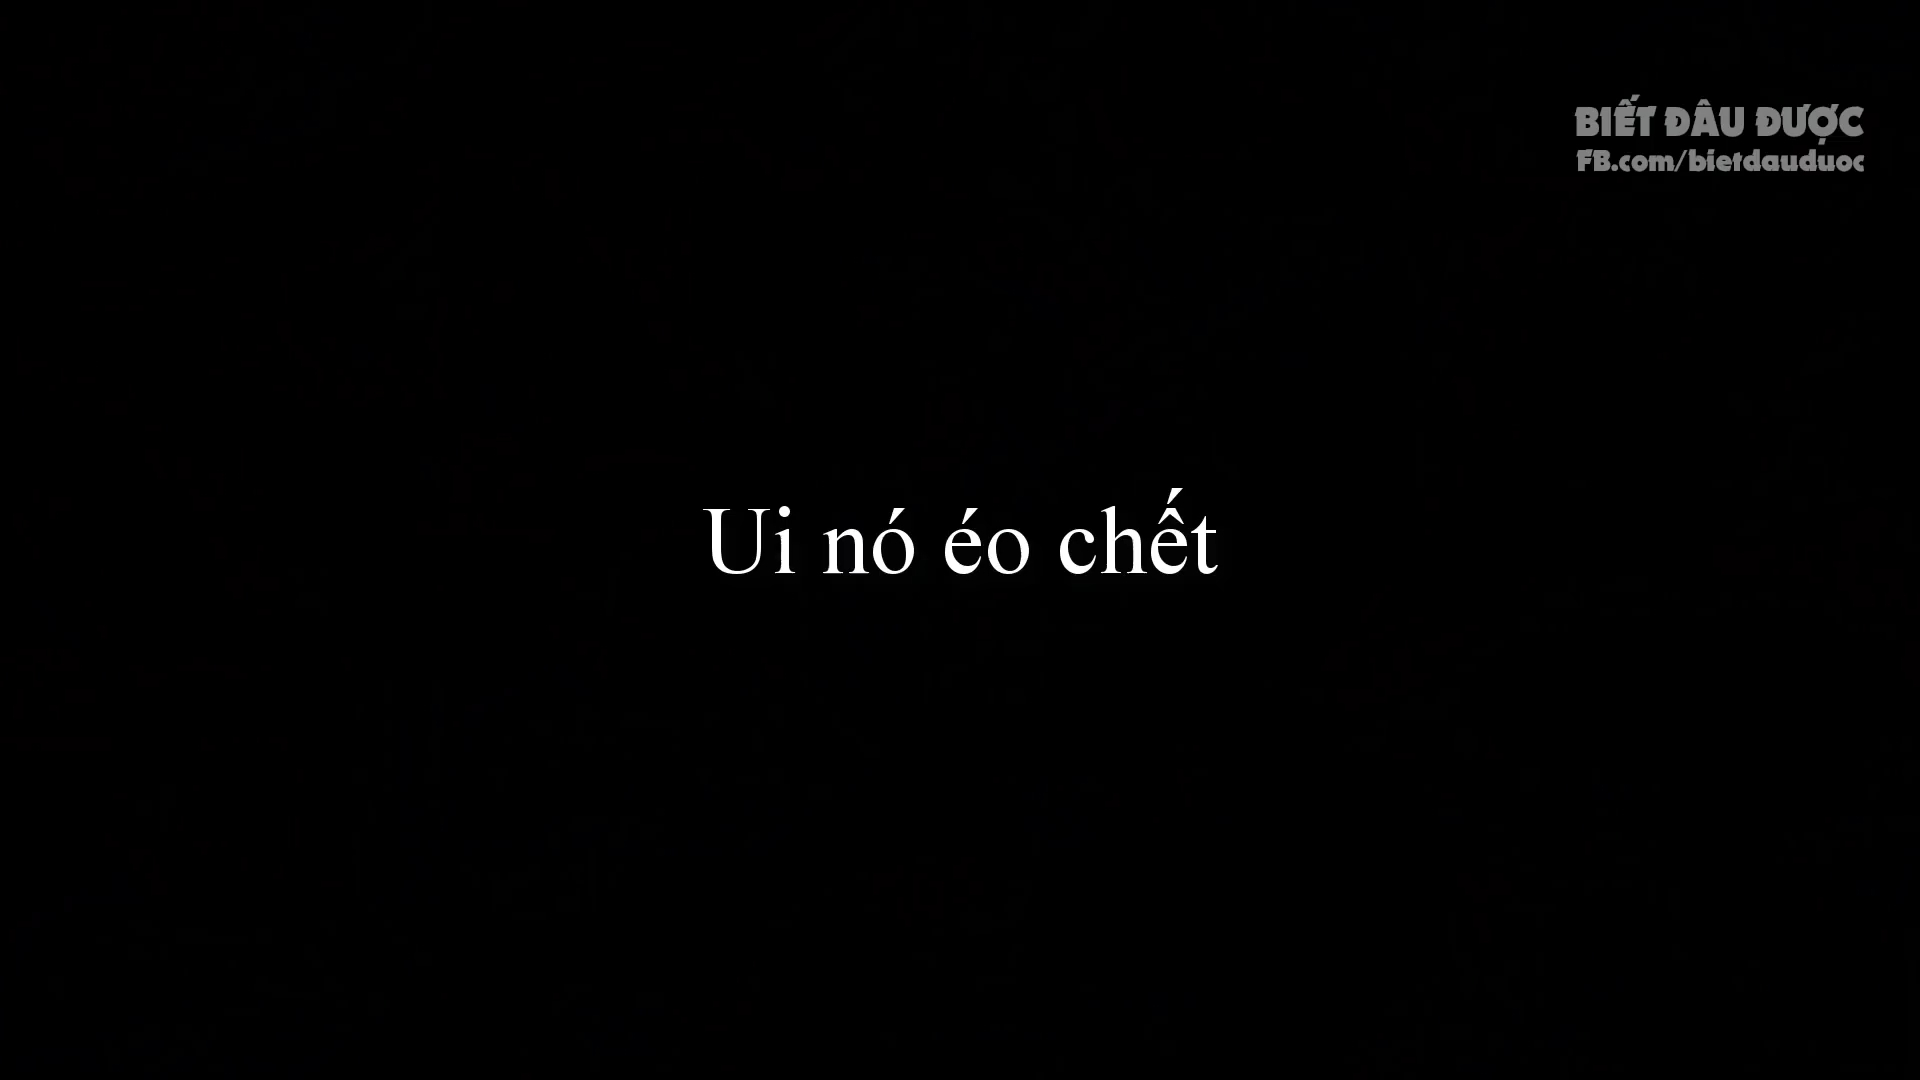 BIẾT ĐÂU ĐƯỢC
FB.com/bietdauduoc
Ui nó éo chết